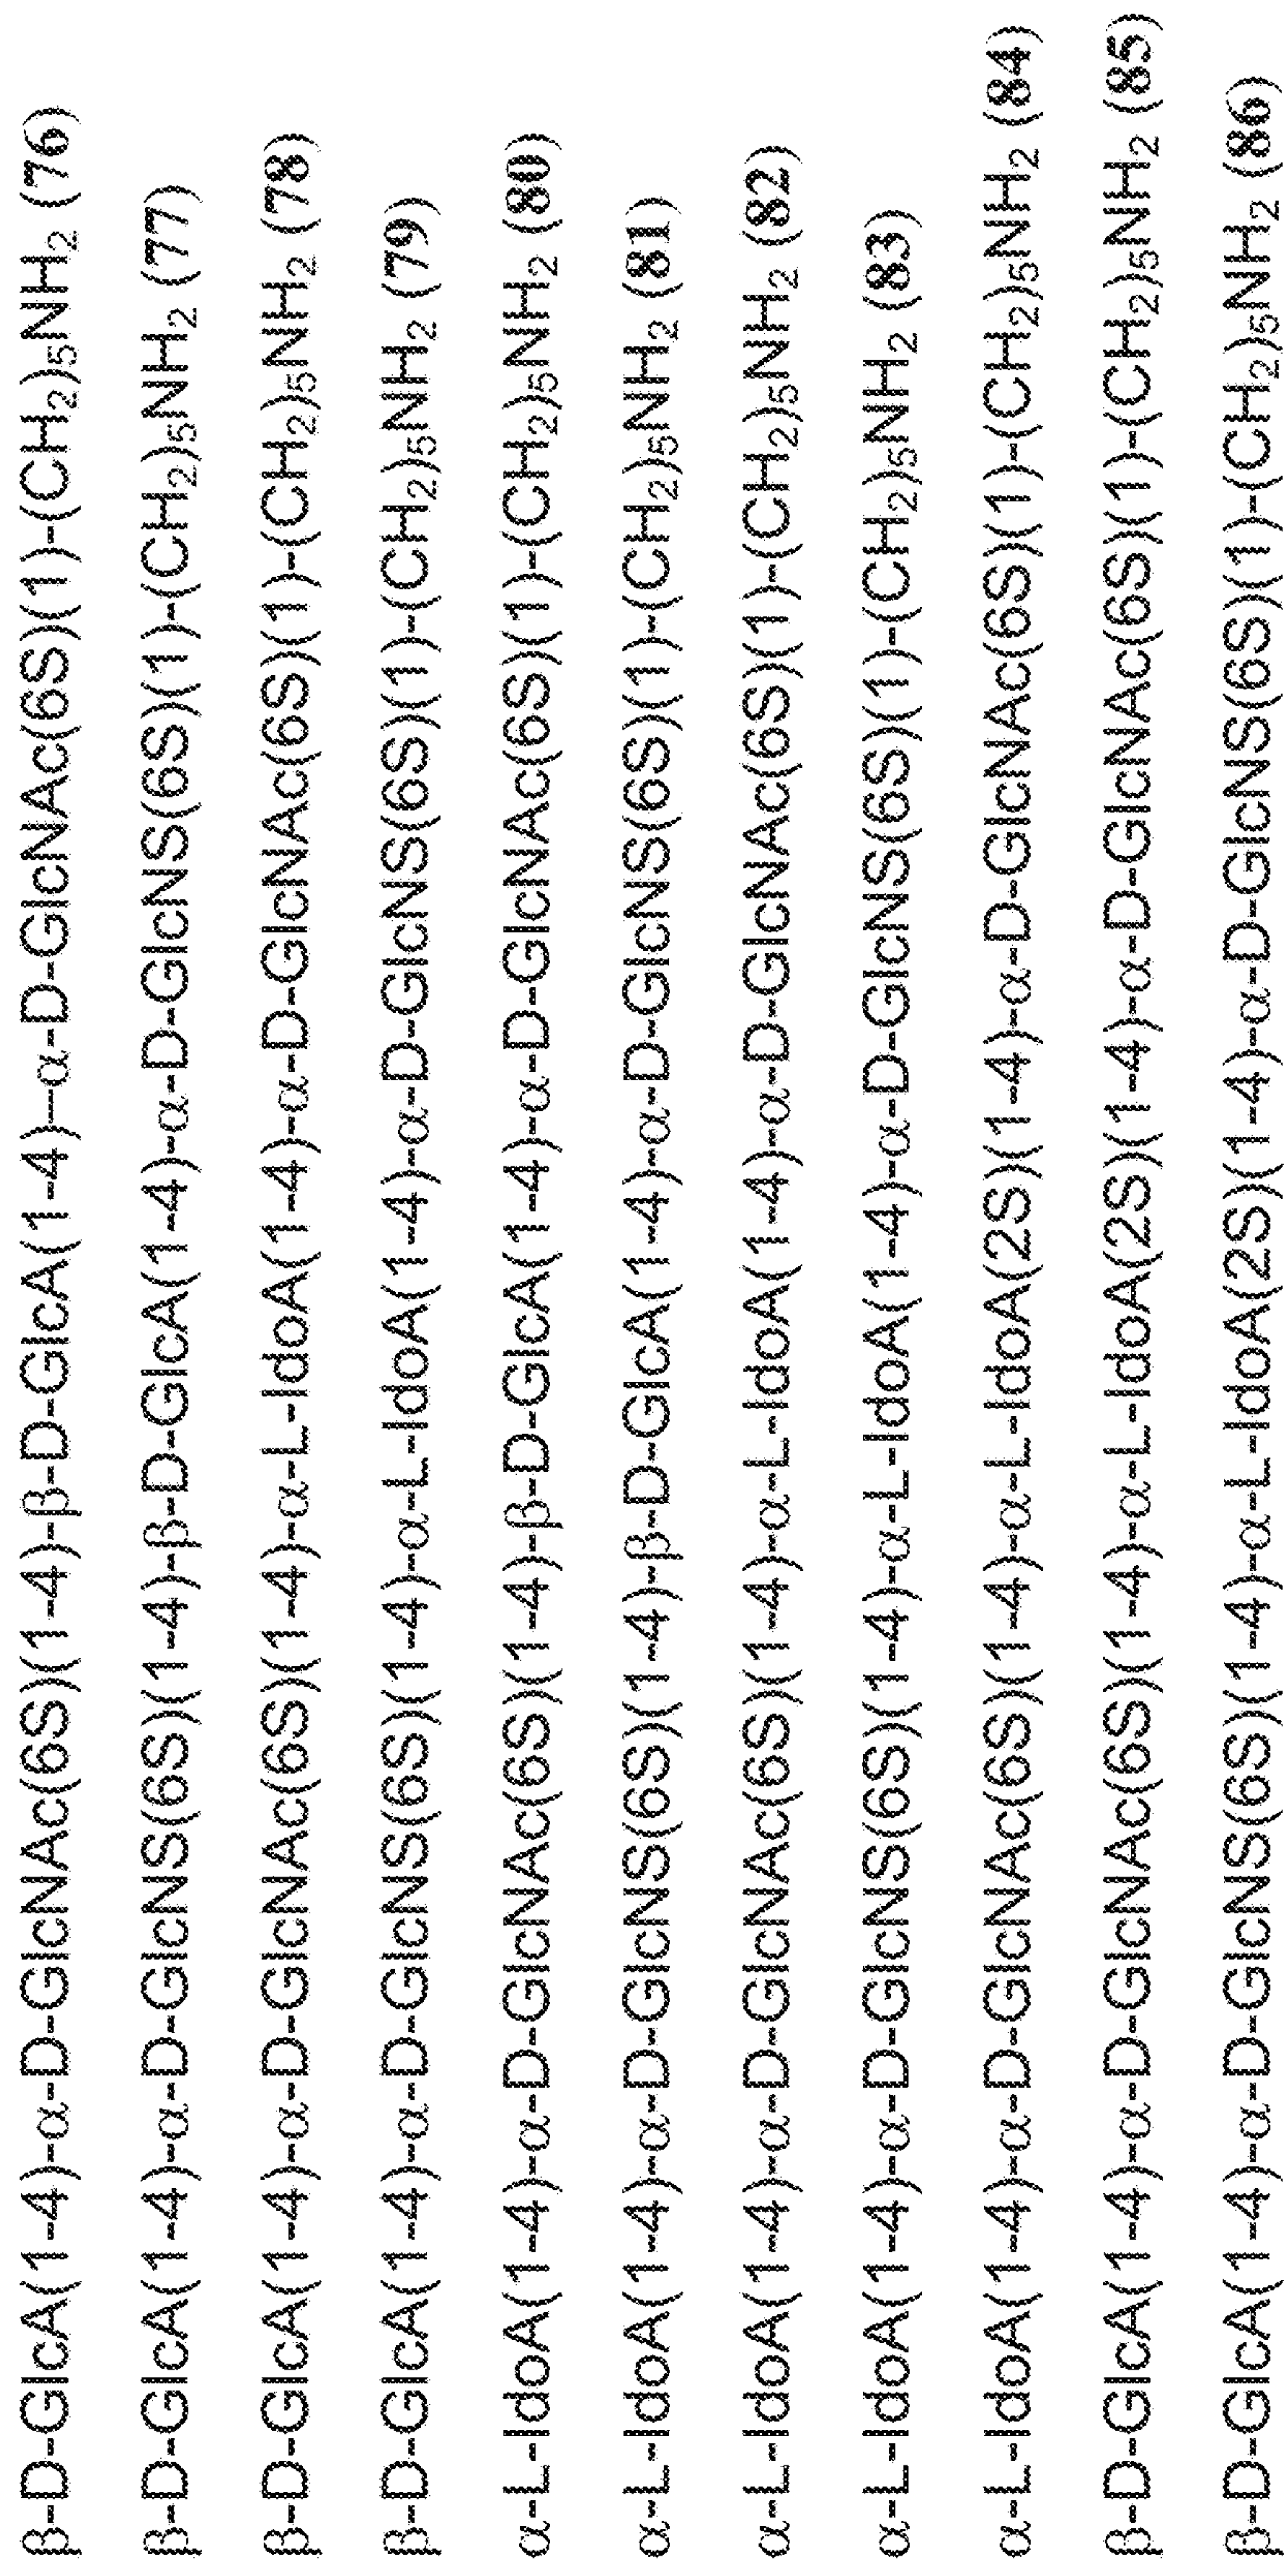 β-D-GlcA(1-4)-α-D-GlcNAc(6S)(1-4)-β-D-GlcA(1-4)–α-D-GlcNAc(6S)(1)-(CH₂)₅NH₂ (76)
β-D-GlcA(1-4)-α-D-GlcNS(6S)(1-4)-β-D-GlcA(1-4)-α-D-GlcNS(6S)(1)-(CH₂)₅NH₂ (77)
β-D-GlcA(1-4)-α-D-GlcNAc(6S)(1-4)-α-L-IdoA(1-4)-α-D-GlcNAc(6S)(1)-(CH₂)₅NH₂ (78)
β-D-GlcA(1-4)-α-D-GlcNS(6S)(1-4)-α-L-IdoA(1-4)-α-D-GlcNS(6S)(1)-(CH₂)₅NH₂ (79)
α-L-IdoA(1-4)-α-D-GlcNAc(6S)(1-4)-β-D-GlcA(1-4)-α-D-GlcNAc(6S)(1)-(CH₂)₅NH₂ (80)
α-L-IdoA(1-4)-α-D-GlcNS(6S)(1-4)-β-D-GlcA(1-4)-α-D-GlcNS(6S)(1)-(CH₂)₅NH₂ (81)
α-L-IdoA(1-4)-α-D-GlcNAc(6S)(1-4)-α-L-IdoA(1-4)-α-D-GlcNAc(6S)(1)-(CH₂)₅NH₂ (82)
α-L-IdoA(1-4)-α-D-GlcNS(6S)(1-4)-α-L-IdoA(1-4)-α-D-GlcNS(6S)(1)-(CH₂)₅NH₂ (83)
α-L-IdoA(1-4)-α-D-GlcNAc(6S)(1-4)-α-L-IdoA(2S)(1-4)-α-D-GlcNAc(6S)(1)-(CH₂)₅NH₂ (84)
β-D-GlcA(1-4)-α-D-GlcNAc(6S)(1-4)-α-L-IdoA(2S)(1-4)-α-D-GlcNAc(6S)(1)-(CH₂)₅NH₂ (85)
β-D-GlcA(1-4)-α-D-GlcNS(6S)(1-4)-α-L-IdoA(2S)(1-4)-α-D-GlcNS(6S)(1)-(CH₂)₅NH₂ (86)